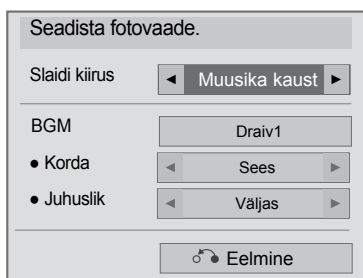 Seadista fotovaade.
Slaidi kiirus ◄ Muusika kaust ►
BGM Draiv1
● Korda ◄ Sees ►
● Juhuslik ◄ Väljas ►
Eelmine